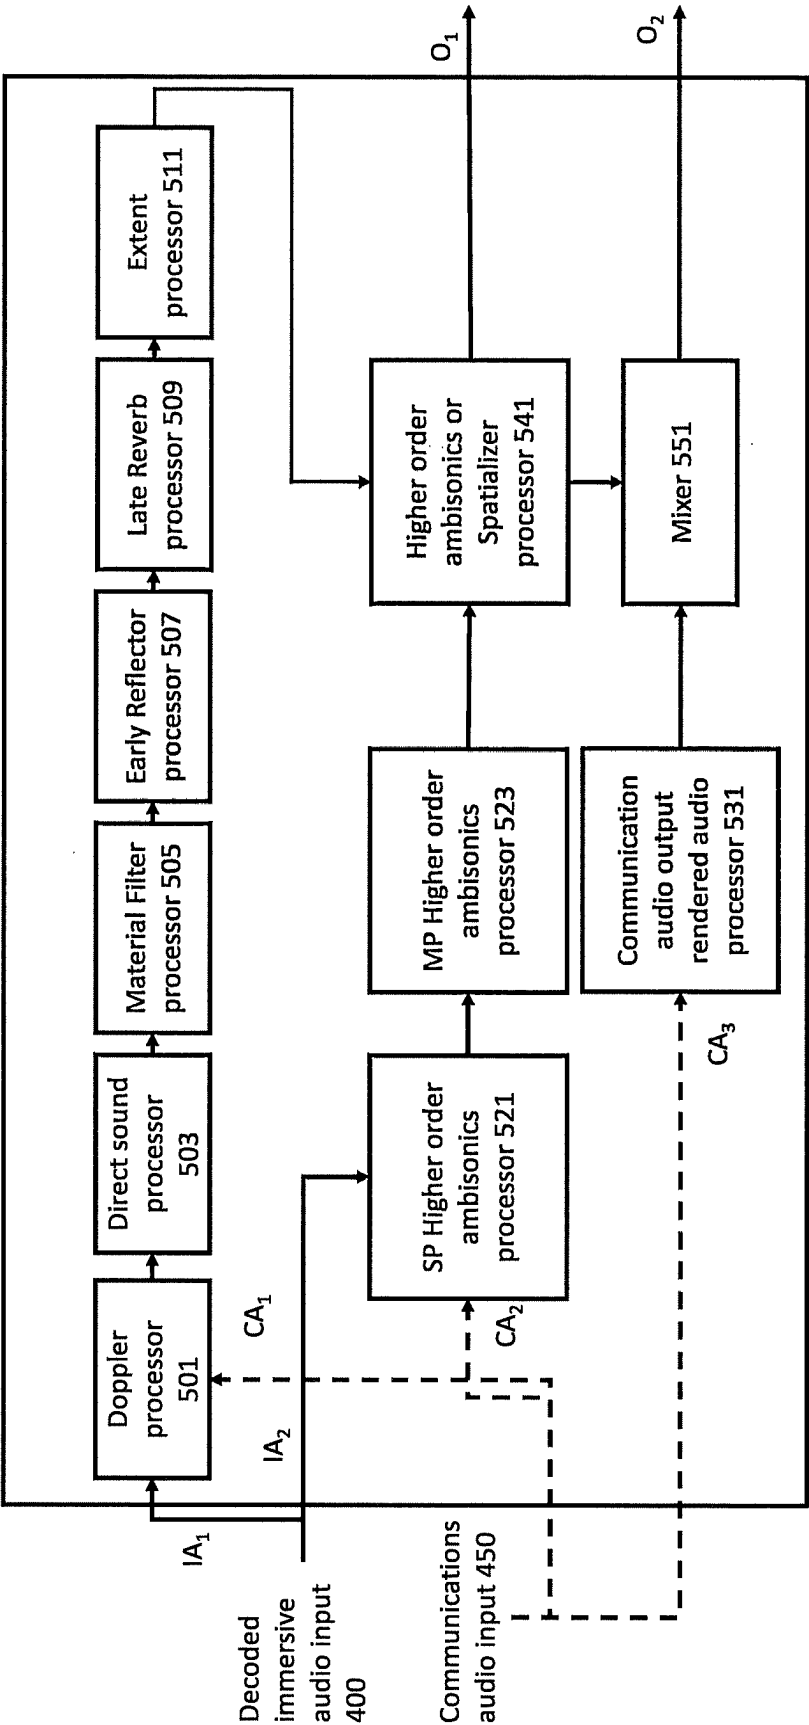 Decoded
immersive
audio input
400
Communications
audio input 450
IA1
IA2
CA1
CA2
CA3
Doppler
processor
501
Direct sound
processor
503
Material Filter
processor 505
Early Reflector
processor 507
Late Reverb
processor 509
Extent
processor 511
SP Higher order
ambisonics
processor 521
MP Higher order
ambisonics
processor 523
Higher order
ambisonics or
Spatializer
processor 541
Communication
audio output
rendered audio
processor 531
Mixer 551
O1
O2